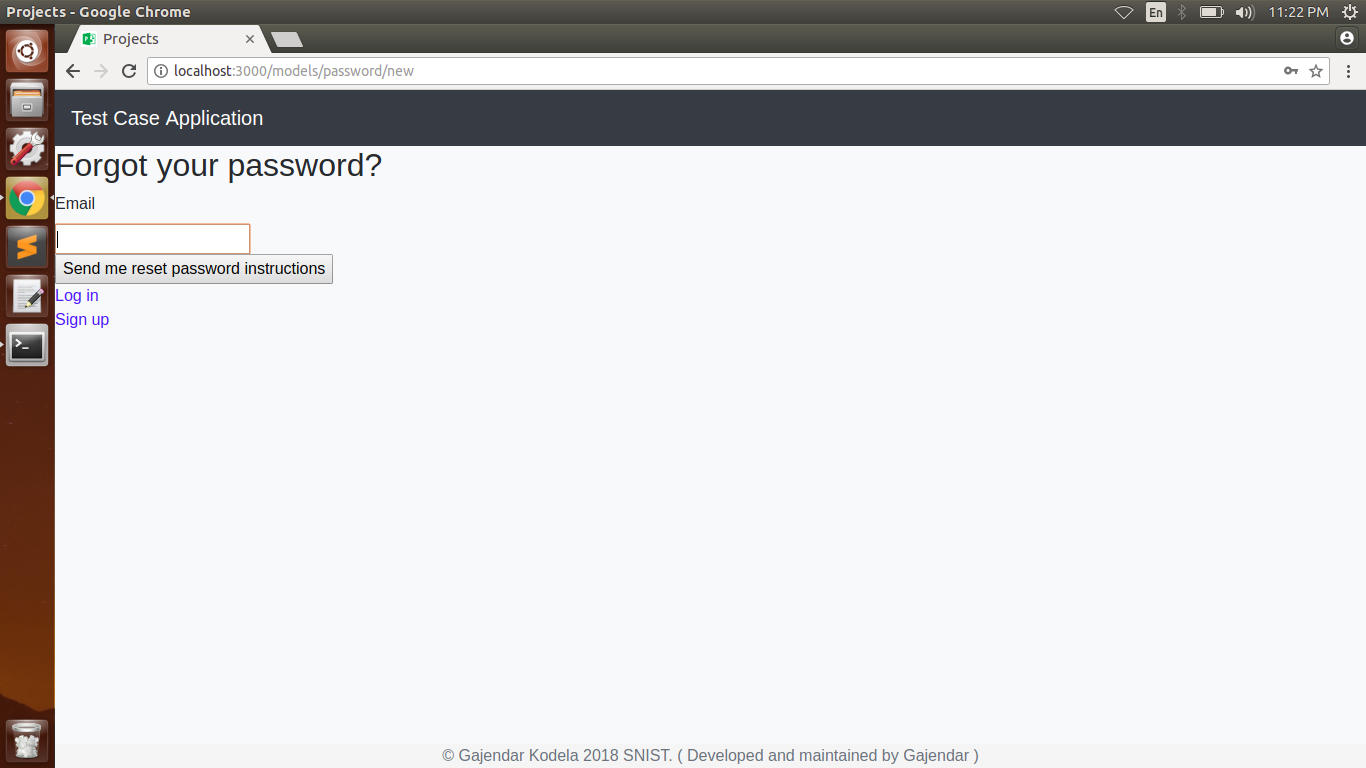 Projects - Google Chrome
En
11:22 PM
Projects
localhost:3000/models/password/new
Test Case Application
Forgot your password?
Email
Send me reset password instructions
Log in
Sign up
© Gajendar Kodela 2018 SNIST. ( Developed and maintained by Gajendar )